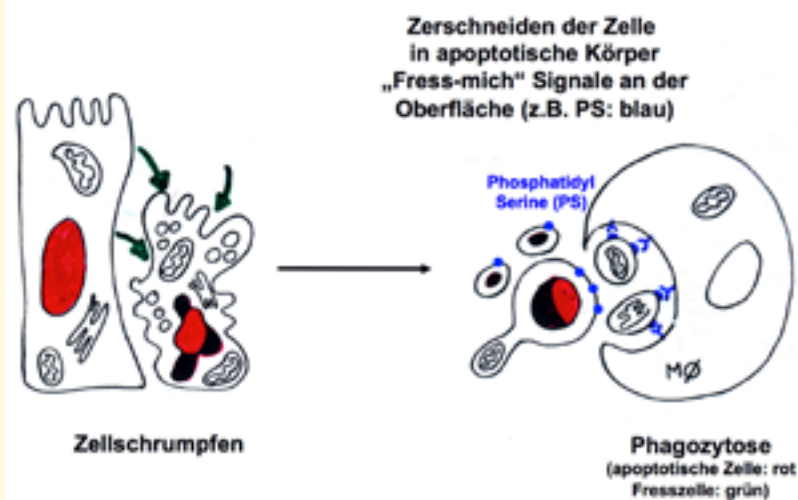 Zerschneiden der Zelle
in apoptotische Körper
„Fress-mich“ Signale an der
Oberfläche (z.B. PS: blau)
Phosphatidyl
Serine (PS)
MØ
Zellschrumpfen
Phagozytose
(apoptotische Zelle: rot
Fresszelle: grün)